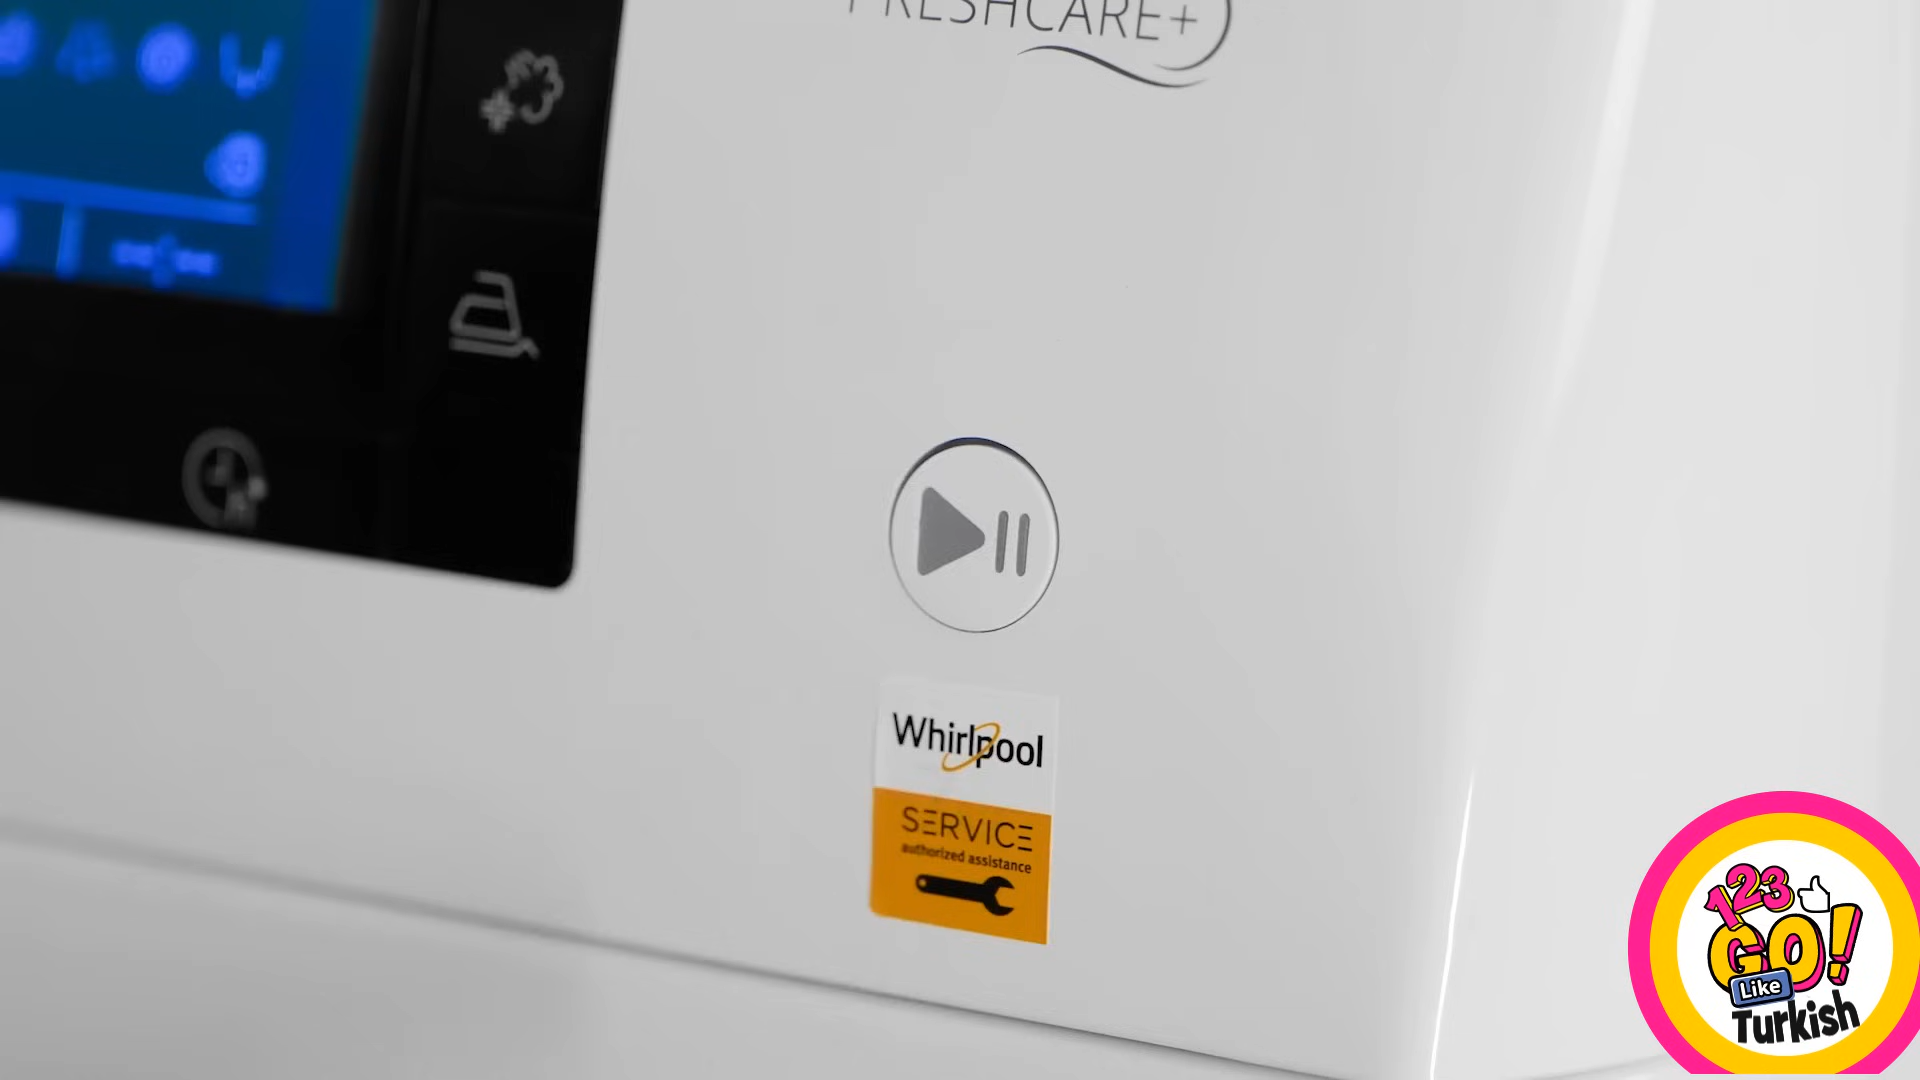 FRESHCARE+
Whirlpool
SERVICE
authorized assistance
123
GO!
Like
Turkish